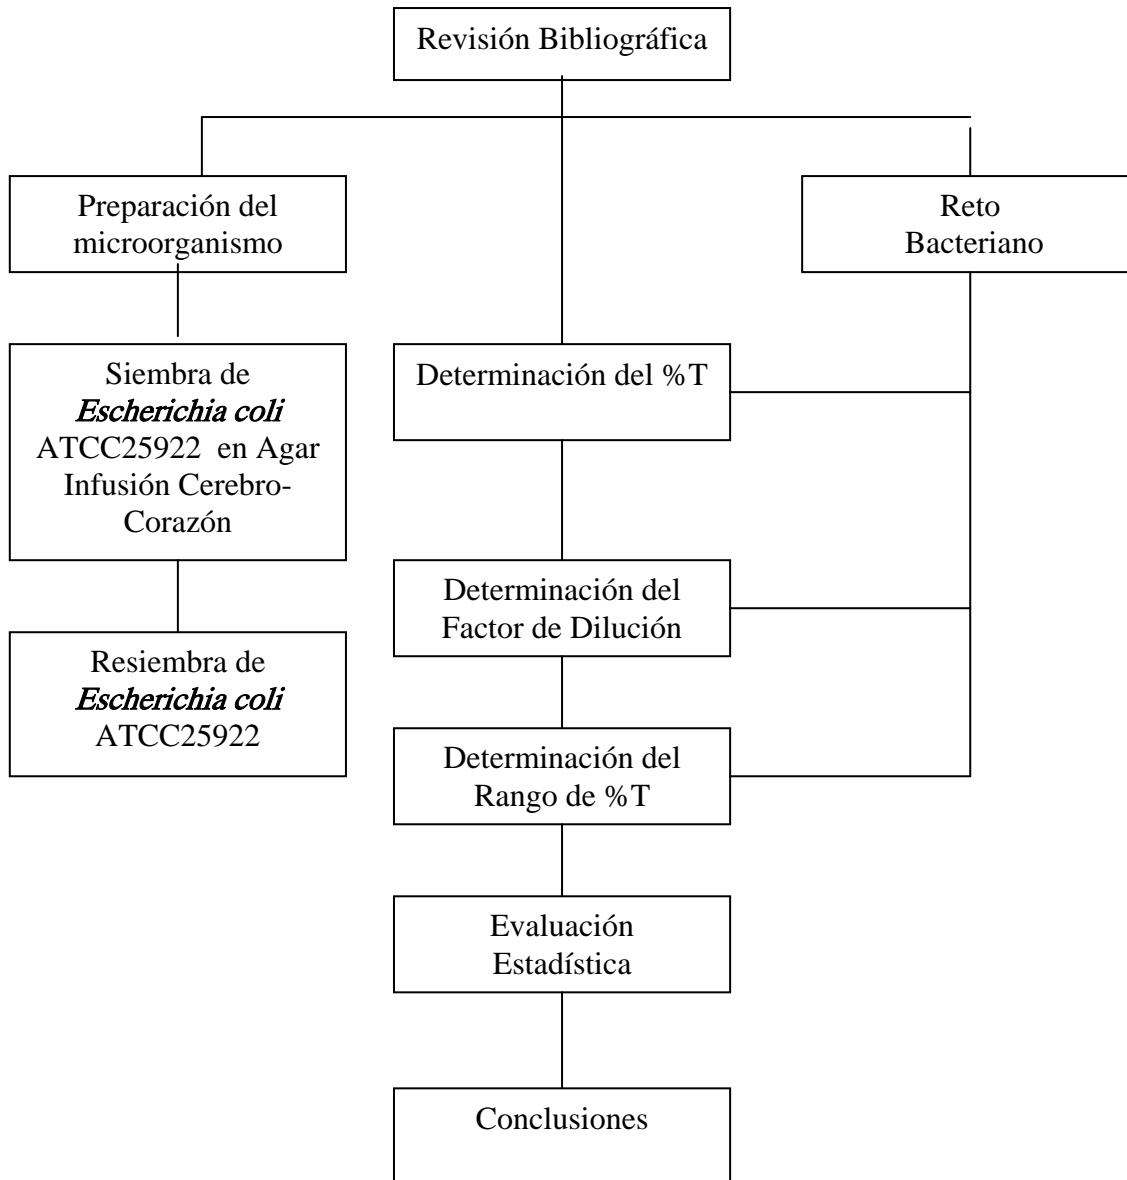 Revisión Bibliográfica
Preparación del
microorganismo
Reto
Bacteriano
Siembra de
Escherichia coli
ATCC25922 en Agar
Infusión Cerebro-
Corazón
Determinación del %T
Determinación del
Factor de Dilución
Resiembra de
Escherichia coli
ATCC25922
Determinación del
Rango de %T
Evaluación
Estadística
Conclusiones